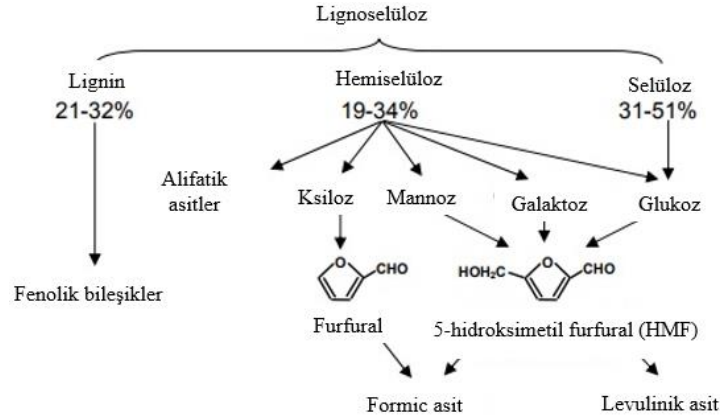 Lignoselüloz
Lignin
21-32%
Hemiselüloz
19-34%
Selüloz
31-51%
Alifatik
asitler
Ksiloz
Mannoz
Galaktoz
Glukoz
Fenolik bileşikler
O
CHO
Furfural
HOH₂C
O
CHO
5-hidroksimetil furfural (HMF)
Formic asit
Levulinik asit